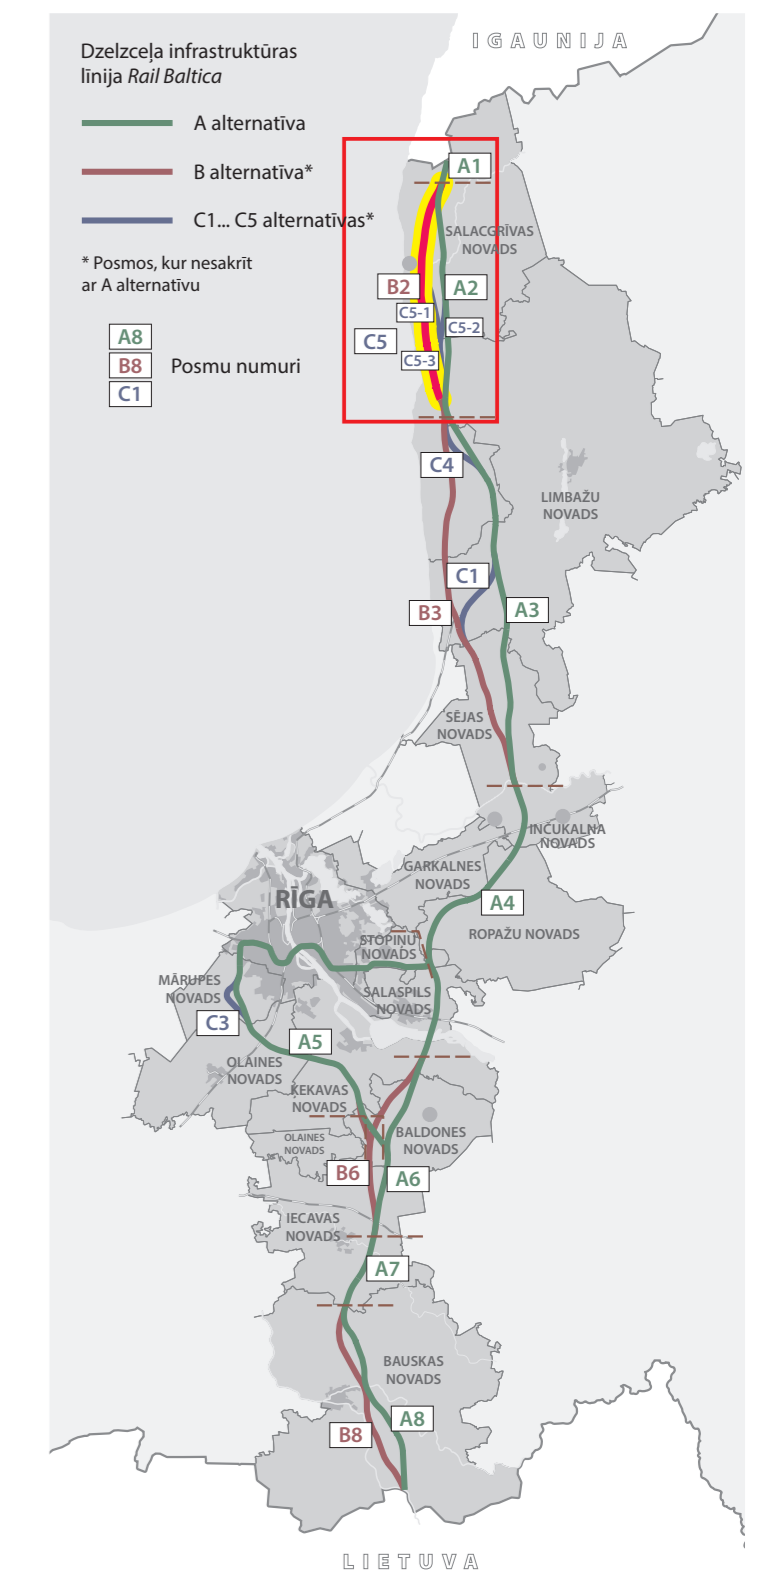 IGAUNIJA
Dzelzceļa infrastruktūras
līnija Rail Baltica
A alternatīva
B alternatīva*
C1... C5 alternatīvas*
* Posmos, kur nesakrīt
ar A alternatīvu
A8
B8
C1
Posmu numuri
A1
SALACGRĪVAS
NOVADS
B2
A2
C5-1
C5-2
C5
C5-3
C4
LIMBAŽU
NOVADS
C1
B3
A3
SĒJAS
NOVADS
INČUKALNA
NOVADS
GARKALNES
NOVADS
RĪGA
A4
STOPIŅU
NOVADS
ROPAŽU NOVADS
MĀRUPES
NOVADS
SALASPILS
NOVADS
C3
A5
OLAINES
NOVADS
ĶEKAVAS
NOVADS
OLAINES
NOVADS
BALDONES
NOVADS
B6
A6
IECAVAS
NOVADS
A7
BAUSKAS
NOVADS
A8
B8
LIETUVA